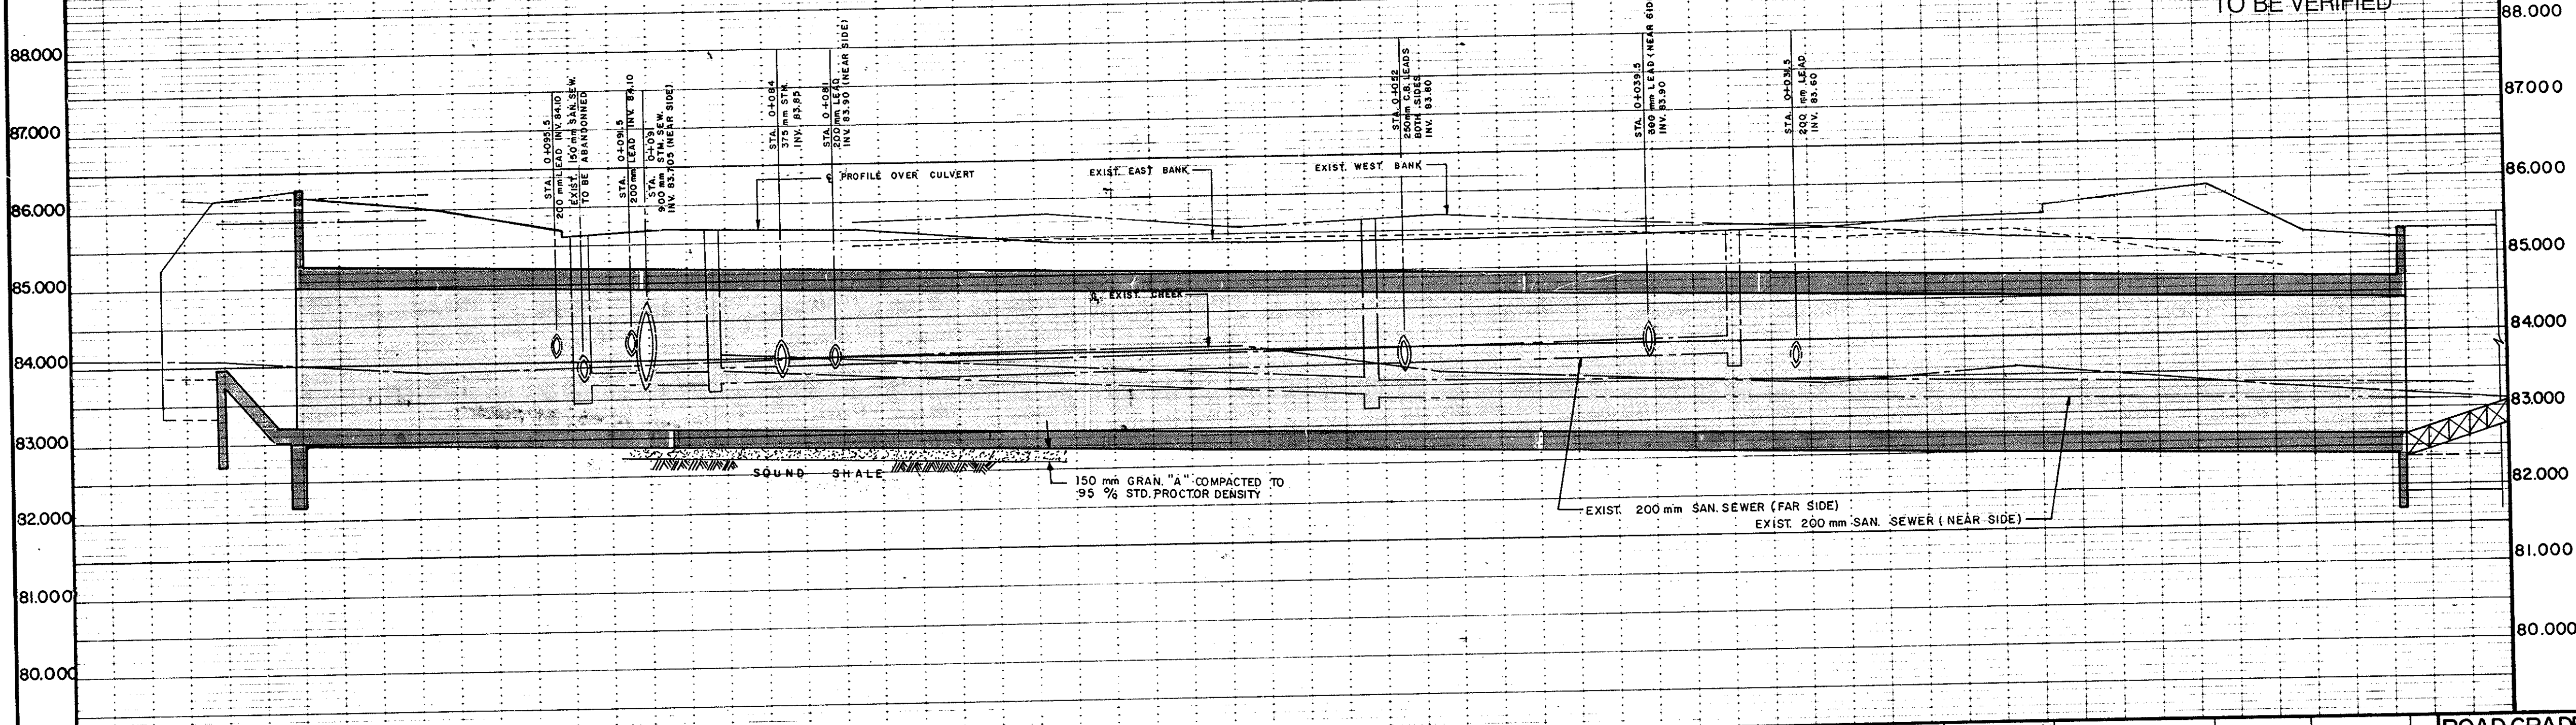 TO BE VERIFIED
88.000
87.000
86.000
85.000
84.000
83.000
82.000
81.000
80.000
88.000
87.000
86.000
85.000
84.000
83.000
82.000
81.000
80.000
STA. 0+095.5
200 mm LEAD INV. 84.10
EXIST. 150 mm SAN. SEW.
TO BE ABANDONNED
STA. 0+091.5
200 mm LEAD INV. 84.10
STA. 0+091
900 mm STM. SEW.
INV. 83.705 (NEAR SIDE)
STA. 0+084
375 mm STM.
INV. 83.85
STA. 0+081
200 mm LEAD
INV. 83.90 (NEAR SIDE)
STA. 0+052
250mm C.B. LEADS
BOTH SIDES
INV. 83.80
STA. 0+039.5
LEAD (NEAR SID
INV. 83.90
200 mm LEAD
INV. 83.60
℄ PROFILE OVER CULVERT
EXIST. EAST BANK
EXIST. WEST BANK
℄ EXIST. CREEK
SOUND SHALE
150 mm GRAN. "A" COMPACTED TO
95 % STD. PROCTOR DENSITY
EXIST. 200 mm SAN. SEWER (FAR SIDE)
EXIST. 200 mm SAN. SEWER (NEAR SIDE)
ROAD GRAD